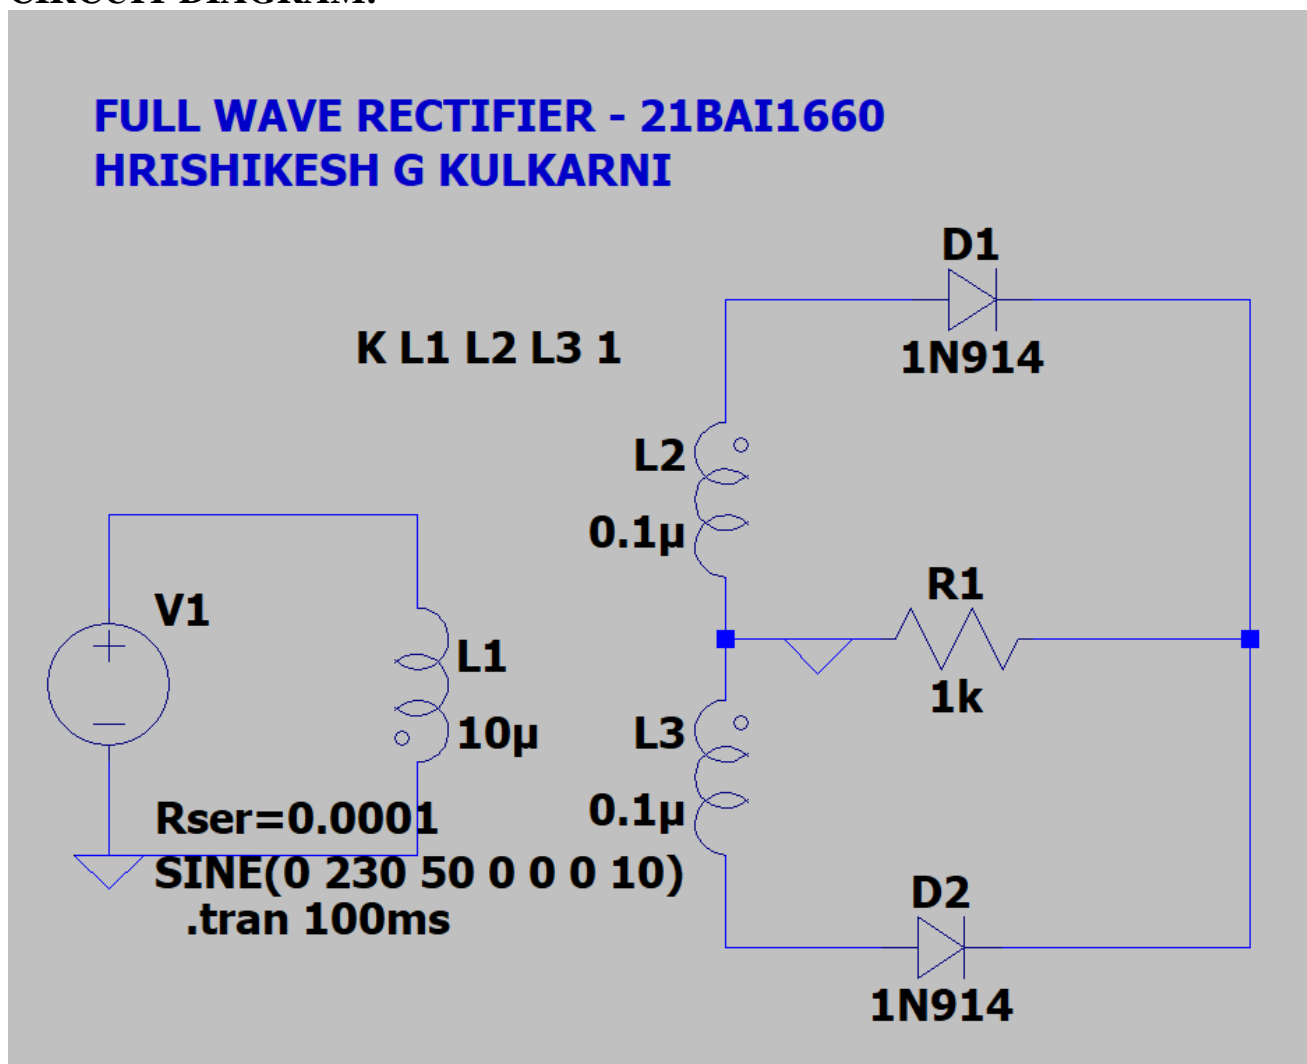 CIRCUIT DIAGRAM:
FULL WAVE RECTIFIER - 21BAI1660
HRISHIKESH G KULKARNI
D1
1N914
K L1 L2 L3 1
L2
0.1µ
V1
L1
10µ
R1
1k
L3
0.1µ
Rser=0.0001
SINE(0 230 50 0 0 0 10)
.tran 100ms
D2
1N914